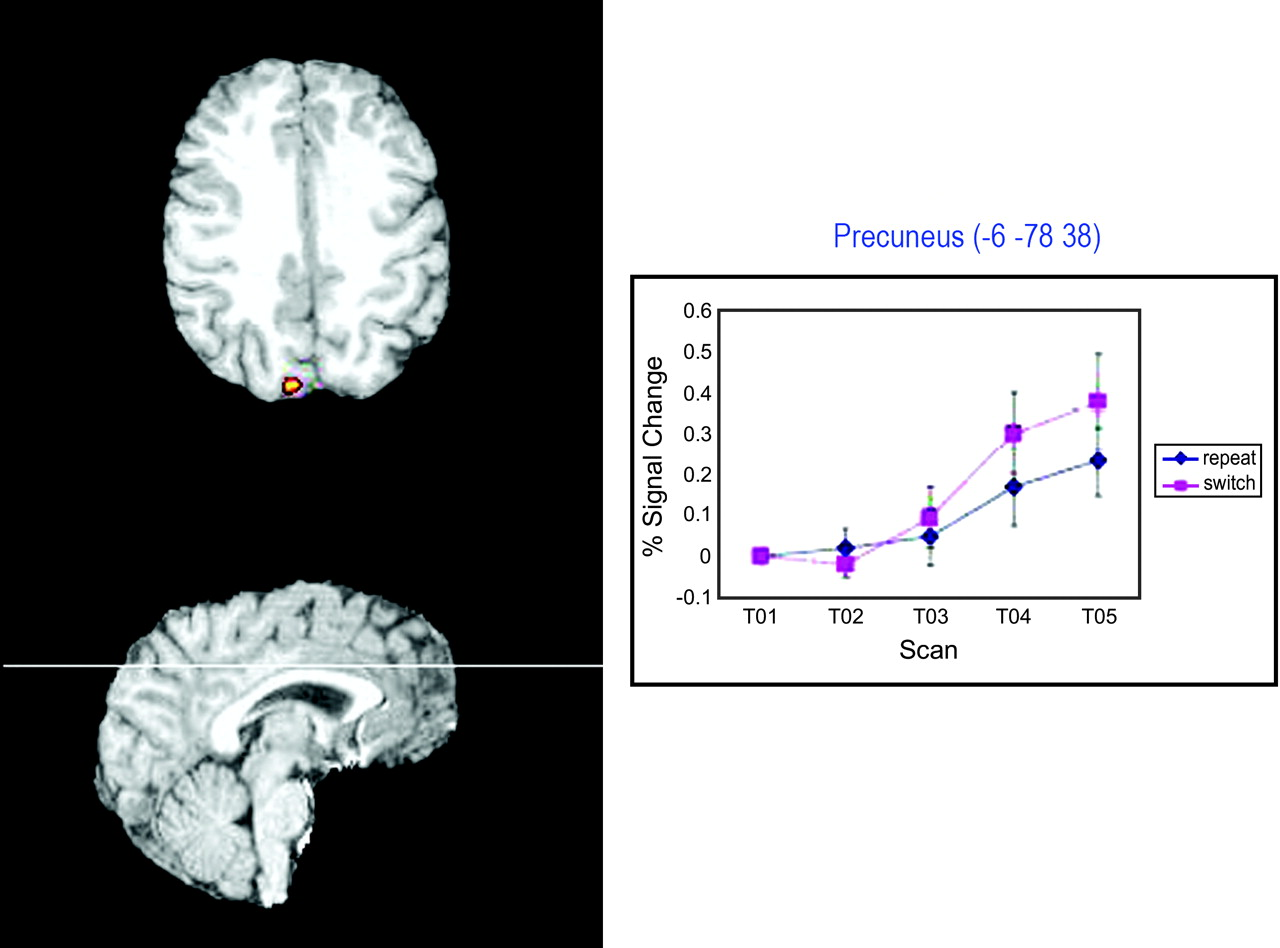 Precuneus (-6 -78 38)
% Signal Change
0.6
0.5
0.4
0.3
0.2
0.1
0
-0.1
T01 T02 T03 T04 T05
Scan
repeat
switch